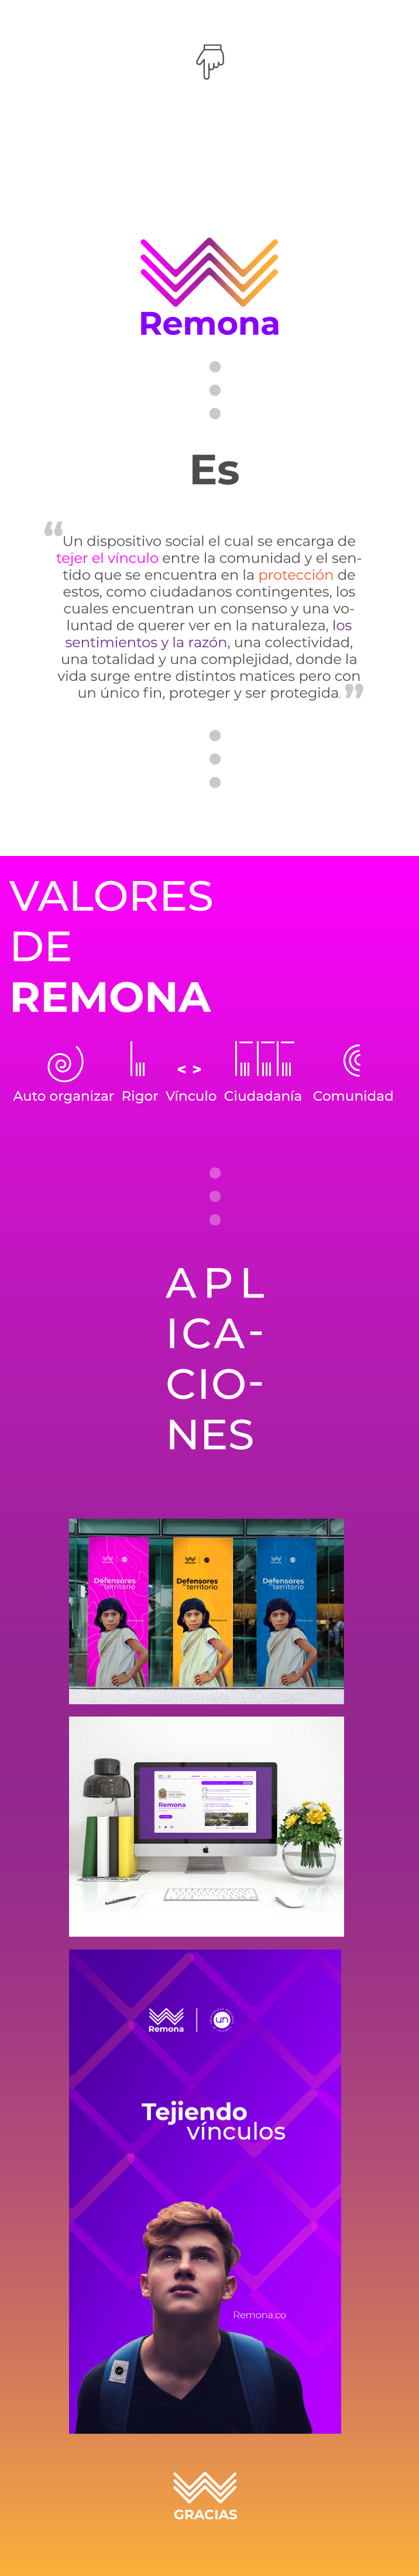 Remona
Es
“Un dispositivo social el cual se encarga de
tejer el vínculo entre la comunidad y el sen-
tido que se encuentra en la protección de
estos, como ciudadanos contingentes, los
cuales encuentran un consenso y una vo-
luntad de querer ver en la naturaleza, los
sentimientos y la razón, una colectividad,
una totalidad y una complejidad, donde la
vida surge entre distintos matices pero con
un único fin, proteger y ser protegida.”
VALORES
DE
REMONA
< >
Auto organizar Rigor Vínculo Ciudadanía Comunidad
APL
ICA-
CIO-
NES
Defensores Defensores Defensores
territorio territorio territorio
Remona
Remona un
Tejiendo
vínculos
Remona.co
un
GRACIAS